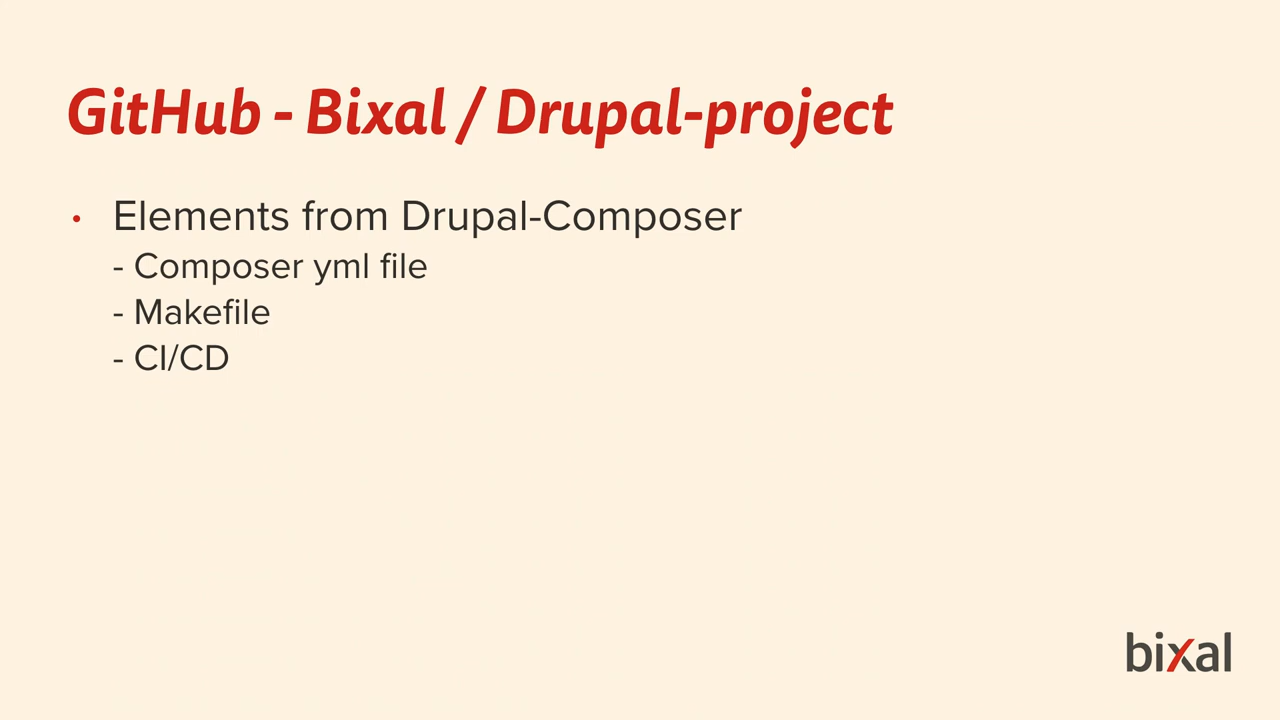 GitHub - Bixal / Drupal-project
• Elements from Drupal-Composer
- Composer yml file
- Makefile
- CI/CD
bixal